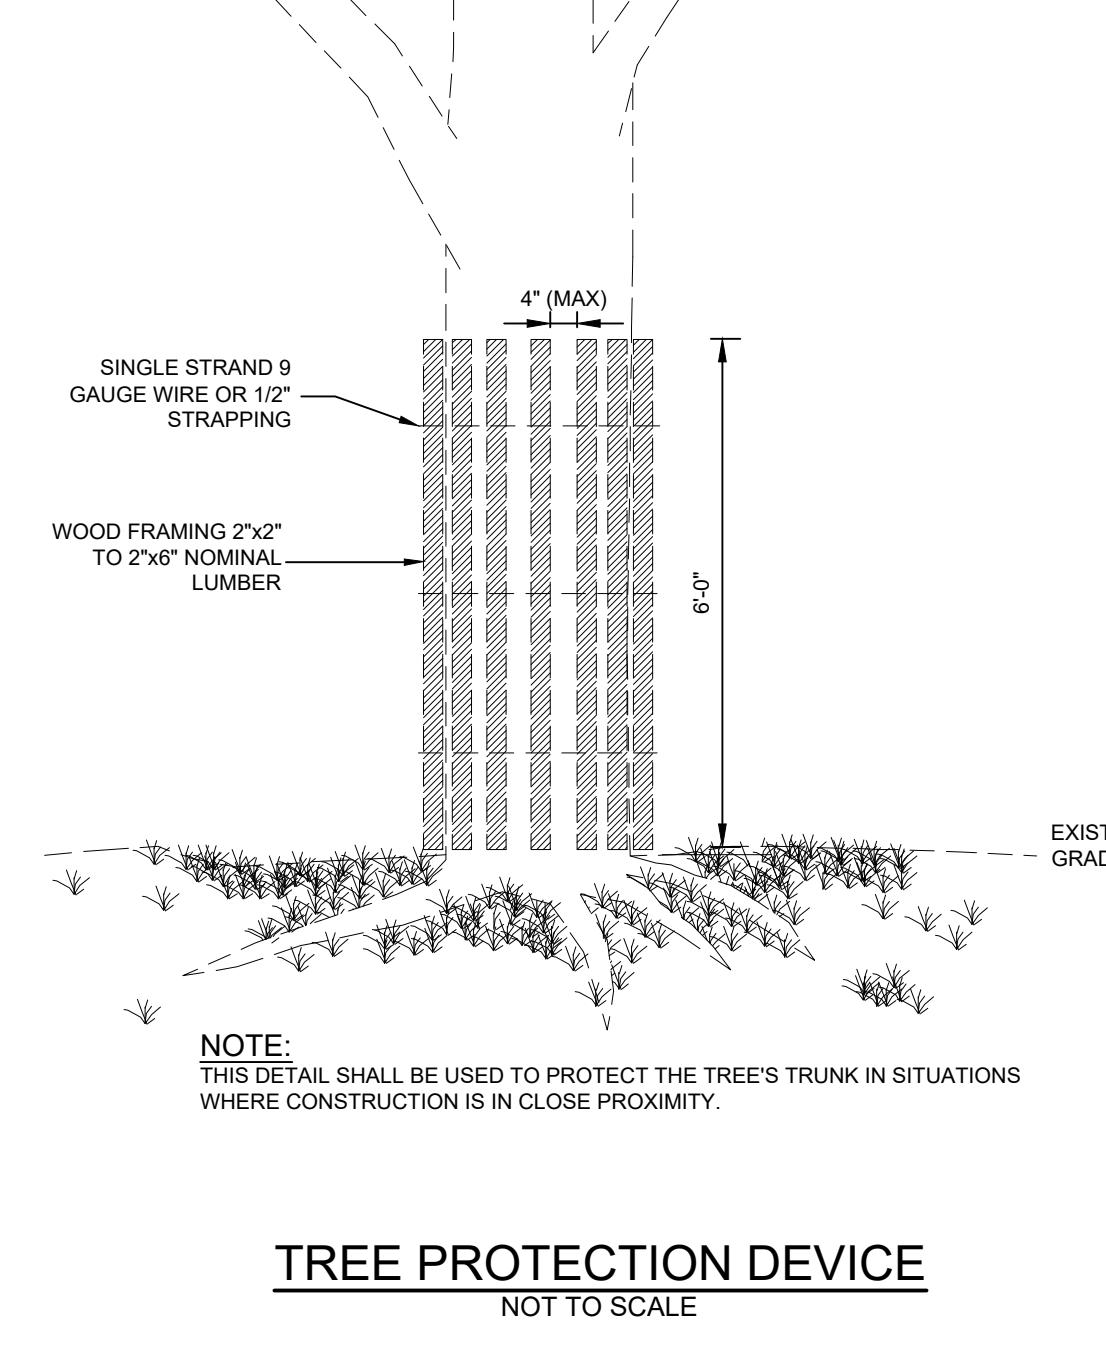 4" (MAX)
SINGLE STRAND 9
GAUGE WIRE OR 1/2"
STRAPPING
WOOD FRAMING 2"x2"
TO 2"x6" NOMINAL
LUMBER
6'-0"
EXIST
GRAD
NOTE:
THIS DETAIL SHALL BE USED TO PROTECT THE TREE'S TRUNK IN SITUATIONS
WHERE CONSTRUCTION IS IN CLOSE PROXIMITY.
TREE PROTECTION DEVICE
NOT TO SCALE